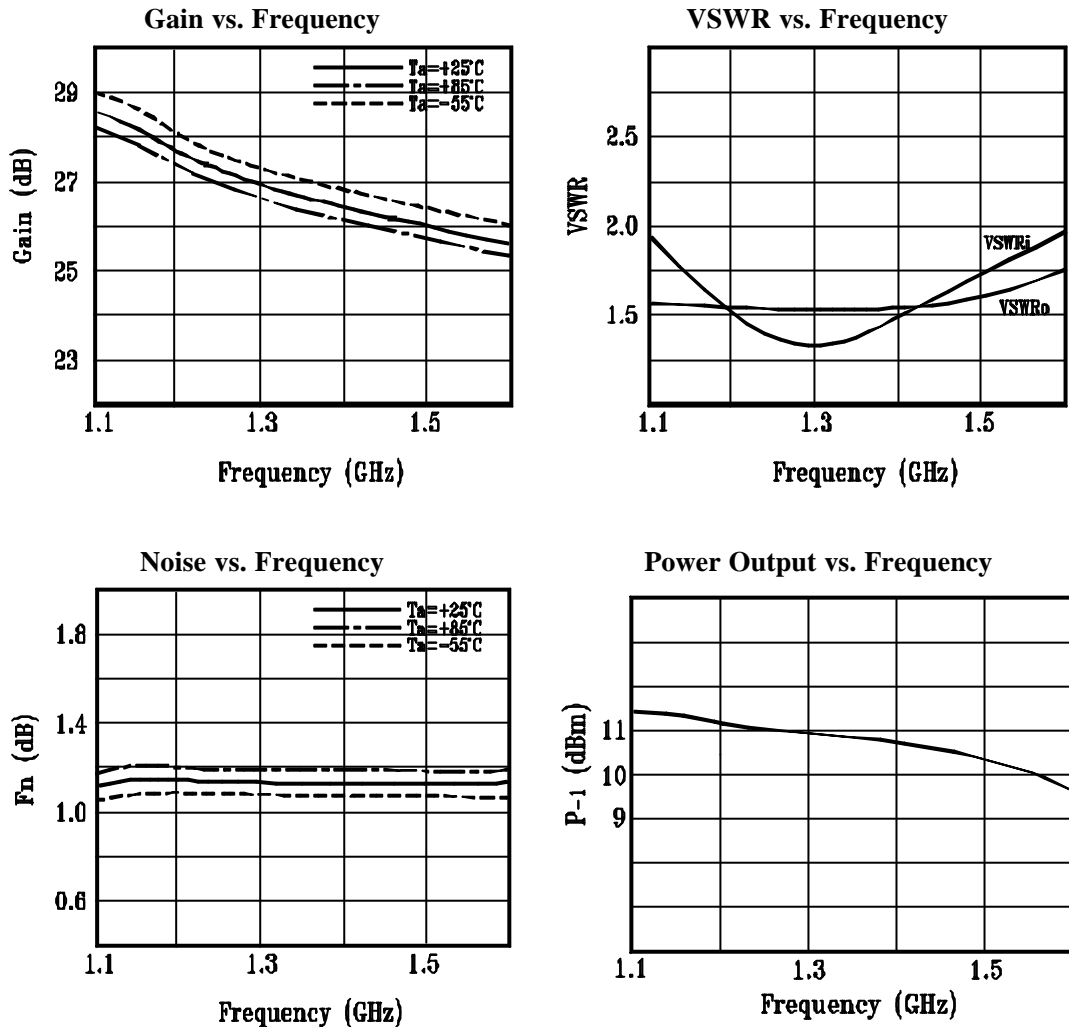 Gain vs. Frequency
Ta=+25°C
Ta=+85°C
Ta=-55°C
29
27
25
23
Gain (dB)
1.1
1.3
1.5
Frequency (GHz)
VSWR vs. Frequency
2.5
2.0
1.5
VSWR
VSWRi
VSWRo
1.1
1.3
1.5
Frequency (GHz)
Noise vs. Frequency
Ta=+25°C
Ta=+85°C
Ta=-55°C
1.8
1.4
1.0
0.6
Fn (dB)
1.1
1.3
1.5
Frequency (GHz)
Power Output vs. Frequency
11
10
9
P-1 (dBm)
1.1
1.3
1.5
Frequency (GHz)